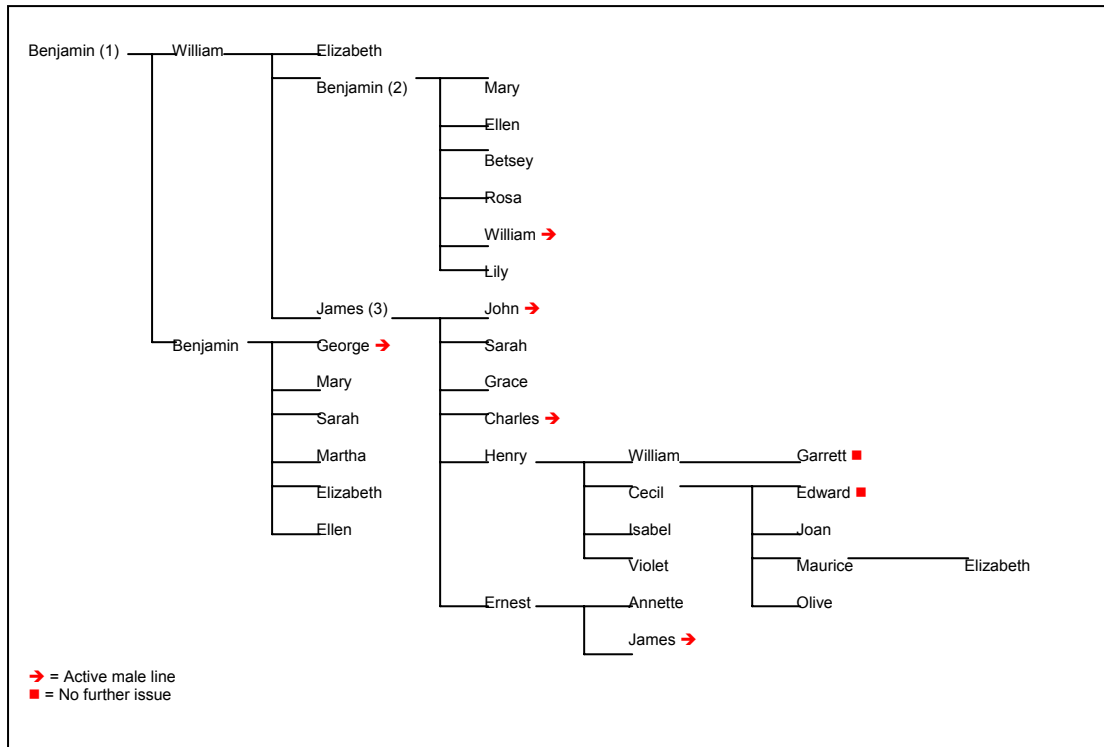 Benjamin (1) William Elizabeth
Benjamin (2) Mary
Ellen
Betsey
Rosa
William ➔
Lily
James (3) John ➔
Benjamin George ➔ Sarah
Mary Grace
Sarah Charles ➔
Martha Henry William Garrett ■
Elizabeth Cecil Edward ■
Ellen Isabel Joan
Violet Maurice Elizabeth
Ernest Annette Olive
James ➔
➔ = Active male line
■ = No further issue